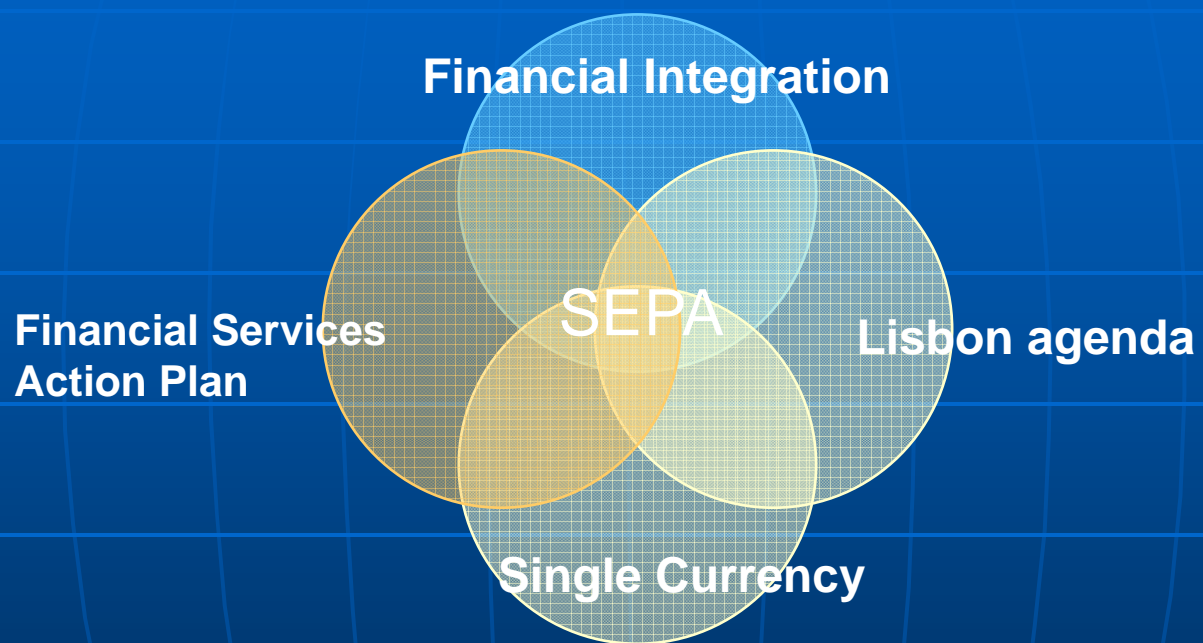 Financial Integration
SEPA
Financial Services
Action Plan
Lisbon agenda
Single Currency